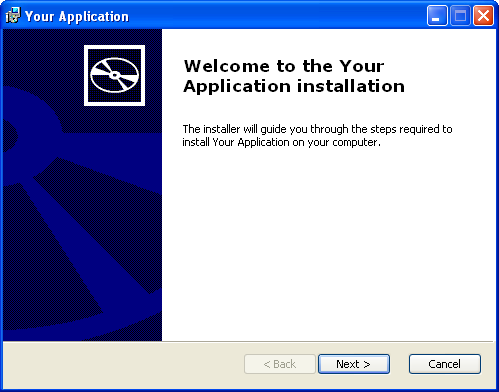 Your Application
Welcome to the Your
Application installation
The installer will guide you through the steps required to
install Your Application on your computer.
< Back
Next >
Cancel